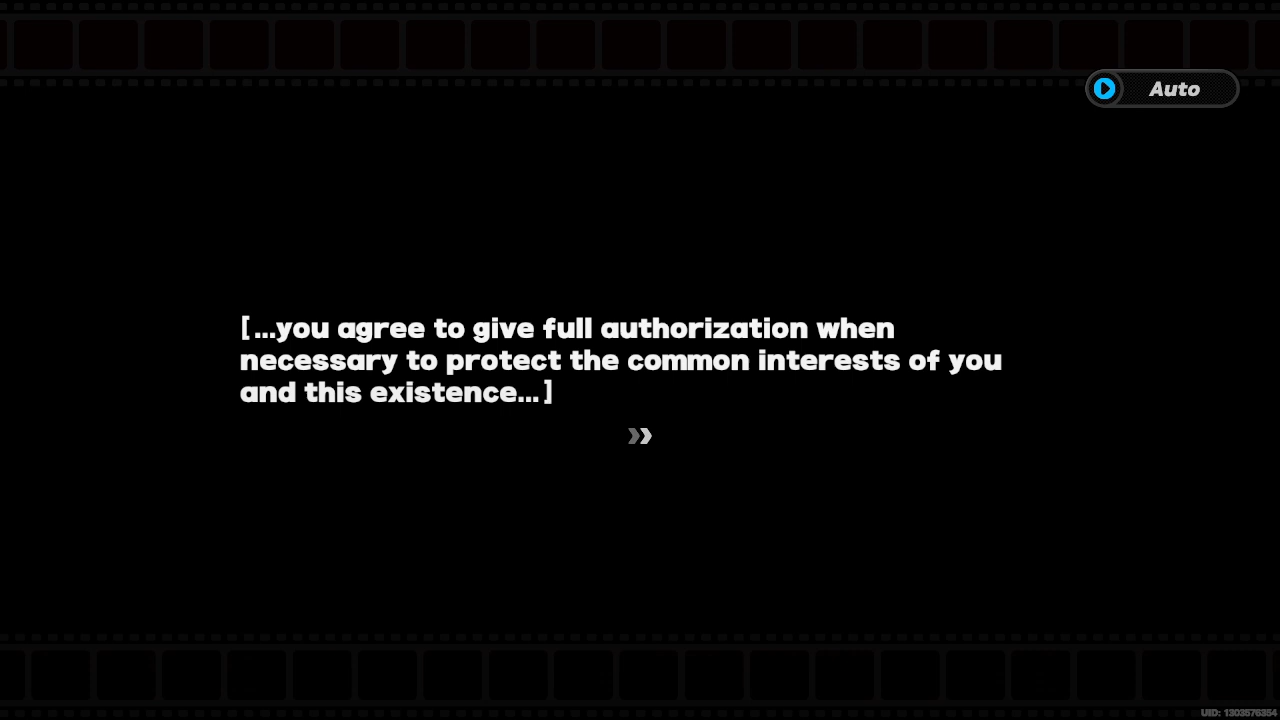 Auto
[...you agree to give full authorization when
necessary to protect the common interests of you
and this existence...]
UID: 1303576354